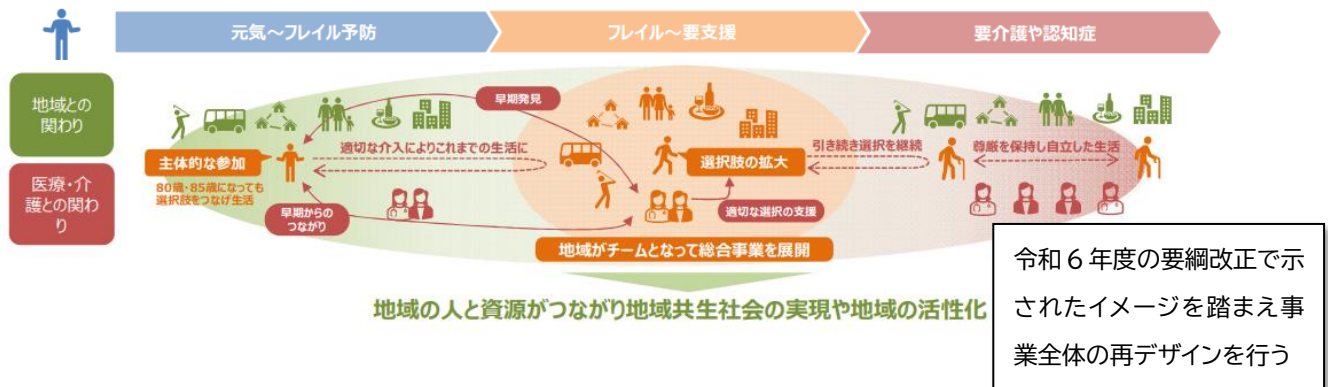 元気～フレイル予防
フレイル～要支援
要介護や認知症
地域との
関わり
医療・介
護との関わ
り
早期発見
主体的な参加
適切な介入によりこれまでの生活に
選択肢の拡大
引き続き選択を継続
尊厳を保持し自立した生活
80歳・85歳になっても
選択肢をつなげ生活
早期からの
つながり
適切な選択の支援
地域がチームとなって総合事業を展開
地域の人と資源がつながり地域共生社会の実現や地域の活性化
令和６年度の要綱改正で示
されたイメージを踏まえ事
業全体の再デザインを行う